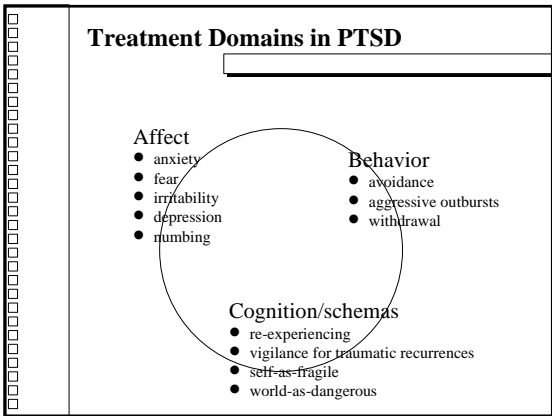 Treatment Domains in PTSD
Affect
● anxiety
● fear
● irritability
● depression
● numbing
Behavior
● avoidance
● aggressive outbursts
● withdrawal
Cognition/schemas
● re-experiencing
● vigilance for traumatic recurrences
● self-as-fragile
● world-as-dangerous